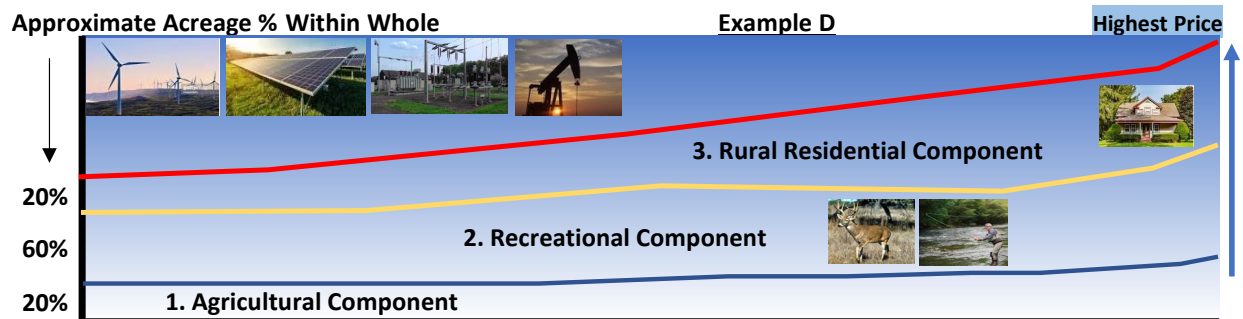 Approximate Acreage % Within Whole
Example D
Highest Price
3. Rural Residential Component
20%
2. Recreational Component
60%
20%
1. Agricultural Component